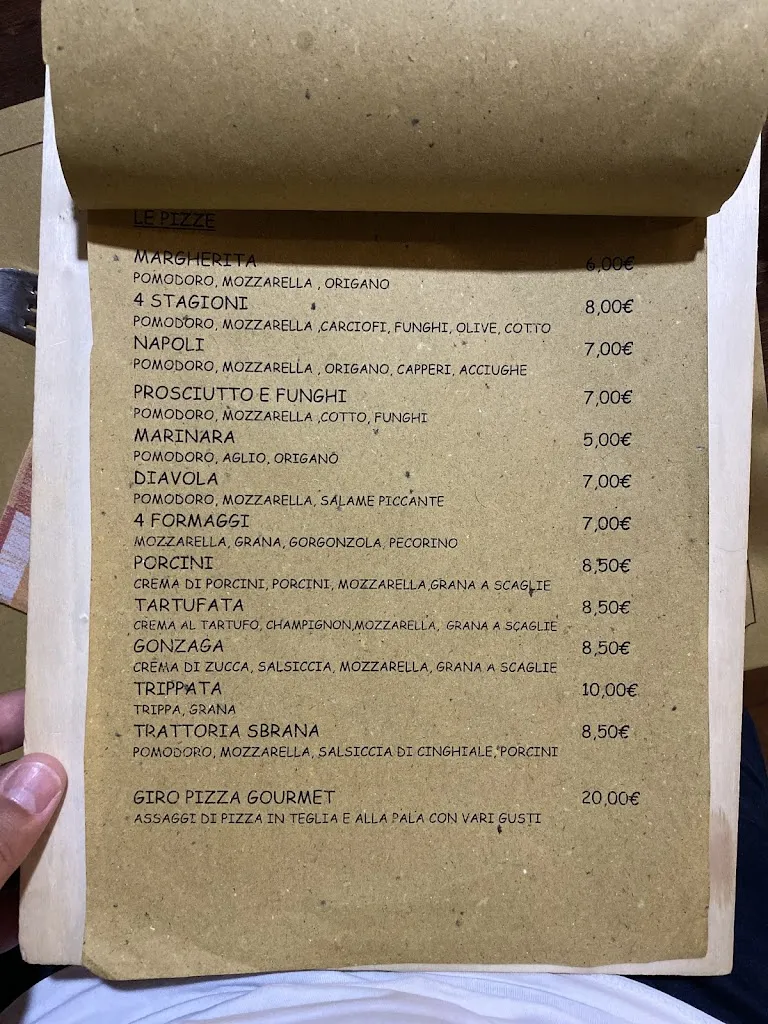 LE PIZZE
MARGHERITA 6,00€
POMODORO, MOZZARELLA , ORIGANO
4 STAGIONI 8,00€
POMODORO, MOZZARELLA ,CARCIOFI, FUNGHI, OLIVE, COTTO
NAPOLI 7,00€
POMODORO, MOZZARELLA , ORIGANO, CAPPERI, ACCIUGHE
PROSCIUTTO E FUNGHI 7,00€
POMODORO, MOZZARELLA ,COTTO, FUNGHI
MARINARA 5,00€
POMODORO, AGLIO, ORIGANO
DIAVOLA 7,00€
POMODORO, MOZZARELLA, SALAME PICCANTE
4 FORMAGGI 7,00€
MOZZARELLA, GRANA, GORGONZOLA, PECORINO
PORCINI 8,50€
CREMA DI PORCINI, PORCINI, MOZZARELLA,GRANA A SCAGLIE
TARTUFATA 8,50€
CREMA AL TARTUFO, CHAMPIGNON,MOZZARELLA, GRANA A SCAGLIE
GONZAGA 8,50€
CREMA DI ZUCCA, SALSICCIA, MOZZARELLA, GRANA A SCAGLIE
TRIPPATA 10,00€
TRIPPA, GRANA
TRATTORIA SBRANA 8,50€
POMODORO, MOZZARELLA, SALSICCIA DI CINGHIALE, PORCINI
GIRO PIZZA GOURMET 20,00€
ASSAGGI DI PIZZA IN TEGLIA E ALLA PALA CON VARI GUSTI